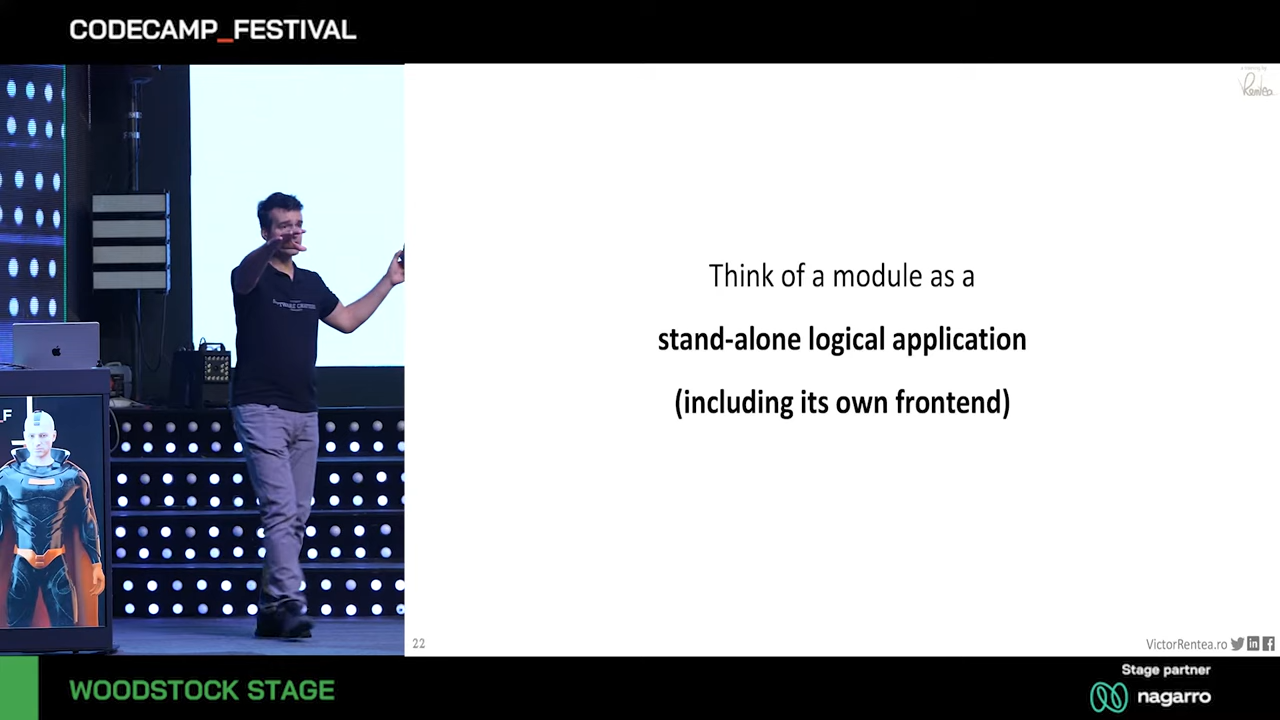 CODECAMP_FESTIVAL
Rentea
Think of a module as a
stand-alone logical application
(including its own frontend)
22
VictorRentea.ro
WOODSTOCK STAGE
Stage partner
nagarro